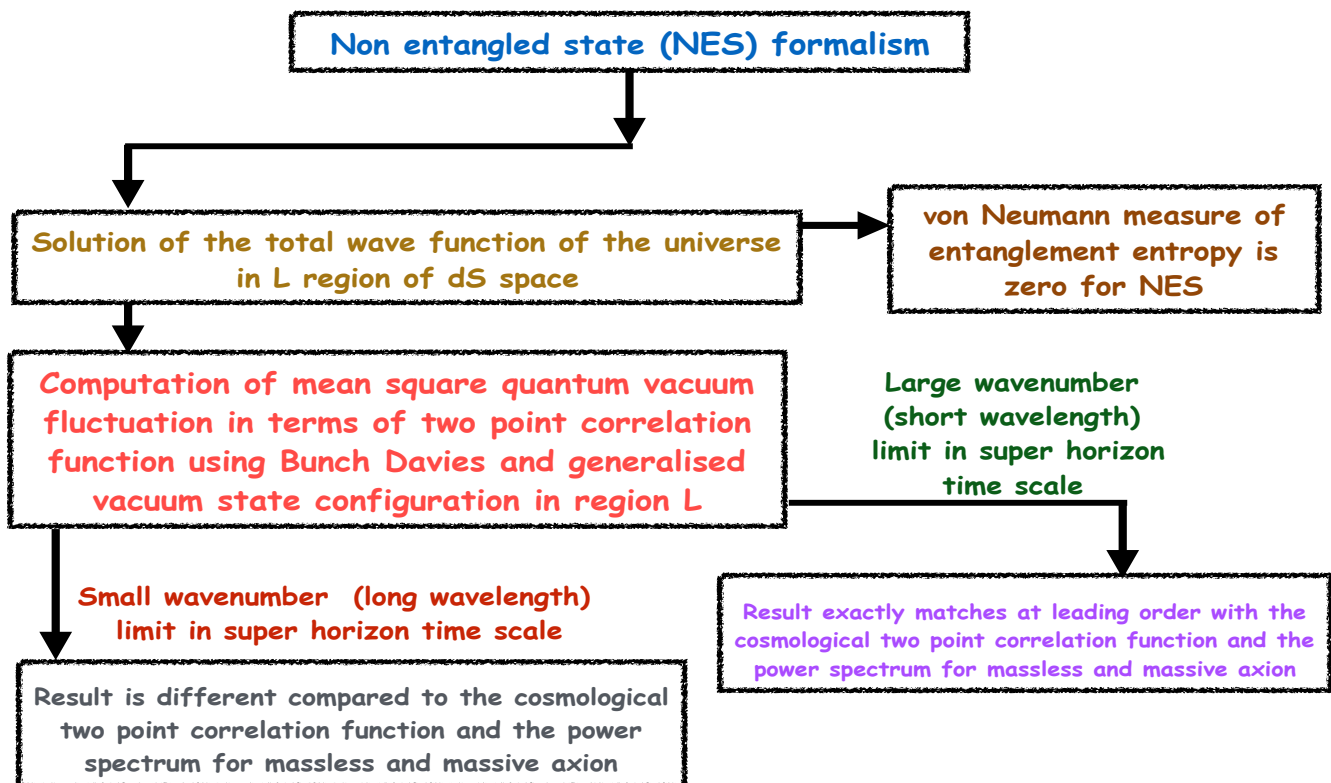 Non entangled state (NES) formalism
Solution of the total wave function of the universe
in L region of dS space
von Neumann measure of
entanglement entropy is
zero for NES
Computation of mean square quantum vacuum
fluctuation in terms of two point correlation
function using Bunch Davies and generalised
vacuum state configuration in region L
Large wavenumber
(short wavelength)
limit in super horizon
time scale
Small wavenumber (long wavelength)
limit in super horizon time scale
Result exactly matches at leading order with the
cosmological two point correlation function and the
power spectrum for massless and massive axion
Result is different compared to the cosmological
two point correlation function and the power
spectrum for massless and massive axion